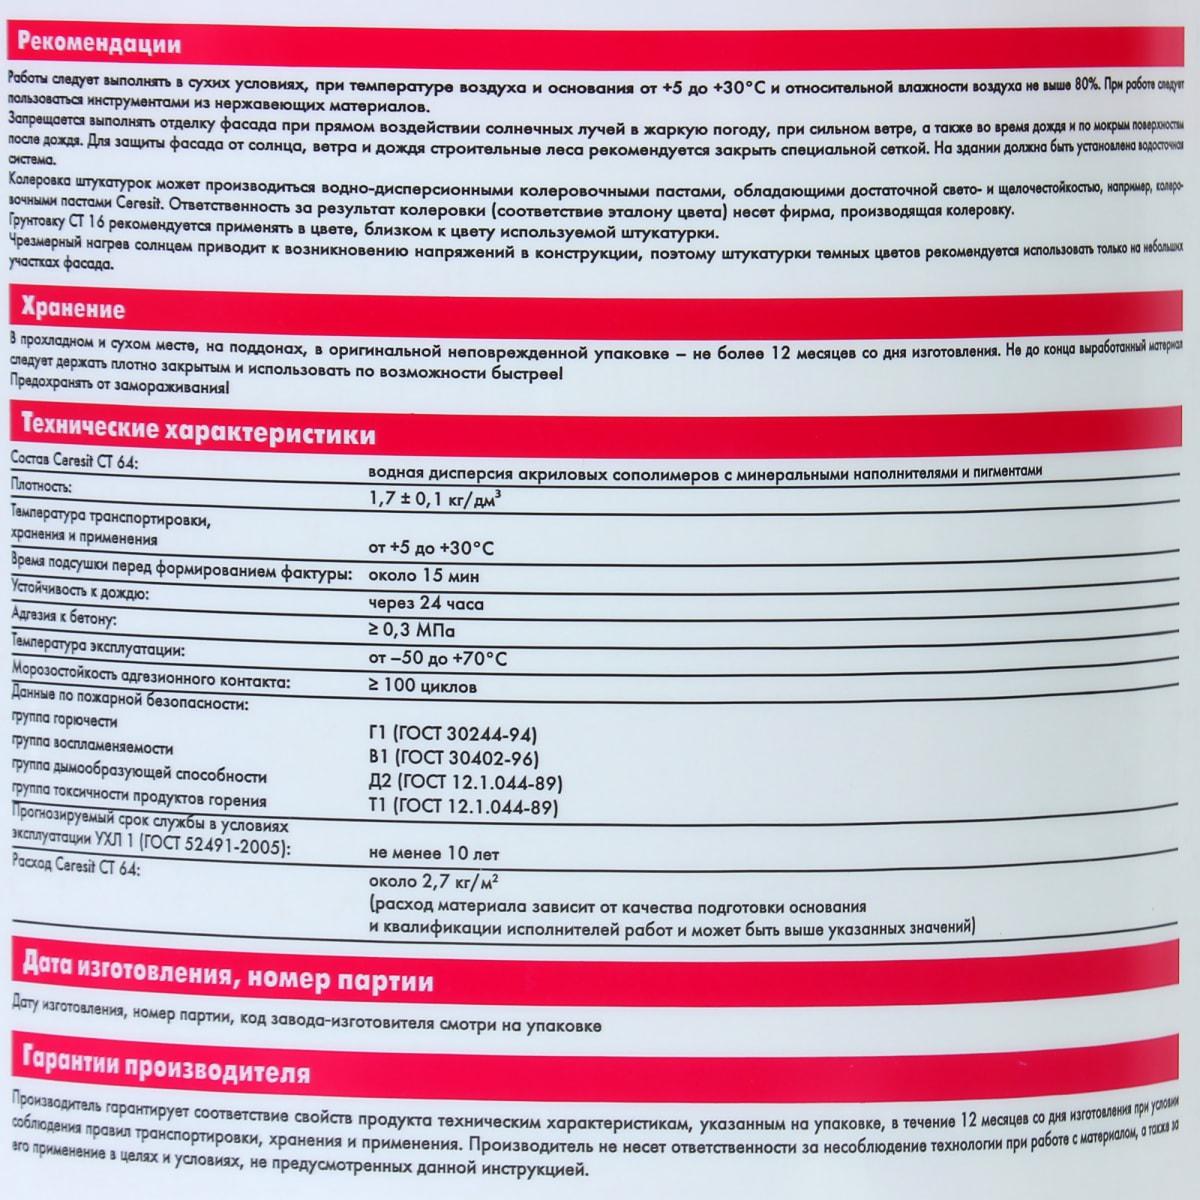 Рекомендации
Работы следует выполнять в сухих условиях, при температуре воздуха и основания от +5 до +30°С и относительной влажности воздуха не выше 80%. При работе следует
пользоваться инструментами из нержавеющих материалов.
Запрещается выполнять отделку фасада при прямом воздействии солнечных лучей в жаркую погоду, при сильном ветре, а также во время дождя и по мокрым поверхностям
после дождя. Для защиты фасада от солнца, ветра и дождя строительные леса рекомендуется закрыть специальной сеткой. На здании должна быть установлена водосточная
система.
Колеровка штукатурок может производиться водно-дисперсионными колеровочными пастами, обладающими достаточной свето- и щелочестойкостью, например, колеро-
вочными пастами Ceresit. Ответственность за результат колеровки (соответствие эталону цвета) несет фирма, производящая колеровку.
Грунтовку СТ 16 рекомендуется применять в цвете, близком к цвету используемой штукатурки.
Чрезмерный нагрев солнцем приводит к возникновению напряжений в конструкции, поэтому штукатурки темных цветов рекомендуется использовать только на небольших
участках фасада.
Хранение
В прохладном и сухом месте, на поддонах, в оригинальной неповрежденной упаковке – не более 12 месяцев со дня изготовления. Не до конца выработанный материал
следует держать плотно закрытым и использовать по возможности быстрее!
Предохранять от замораживания!
Технические характеристики
Состав Ceresit CT 64: водная дисперсия акриловых сополимеров с минеральными наполнителями и пигментами
Плотность: 1,7 ± 0,1 кг/дм³
Температура транспортировки,
хранения и применения от +5 до +30°С
Время подсушки перед формированием фактуры: около 15 мин
Устойчивость к дождю: через 24 часа
Адгезия к бетону: ≥ 0,3 МПа
Температура эксплуатации: от –50 до +70°С
Морозостойкость адгезионного контакта: ≥ 100 циклов
Данные по пожарной безопасности:
группа горючести Г1 (ГОСТ 30244-94)
группа воспламеняемости В1 (ГОСТ 30402-96)
группа дымообразующей способности Д2 (ГОСТ 12.1.044-89)
группа токсичности продуктов горения Т1 (ГОСТ 12.1.044-89)
Прогнозируемый срок службы в условиях
эксплуатации УХЛ 1 (ГОСТ 52491-2005): не менее 10 лет
Расход Ceresit CT 64: около 2,7 кг/м²
(расход материала зависит от качества подготовки основания
и квалификации исполнителей работ и может быть выше указанных значений)
Дата изготовления, номер партии
Дату изготовления, номер партии, код завода-изготовителя смотри на упаковке
Гарантии производителя
Производитель гарантирует соответствие свойств продукта техническим характеристикам, указанным на упаковке, в течение 12 месяцев со дня изготовления при условии
соблюдения правил транспортировки, хранения и применения. Производитель не несет ответственности за несоблюдение технологии при работе с материалом, а также за
его применение в целях и условиях, не предусмотренных данной инструкцией.